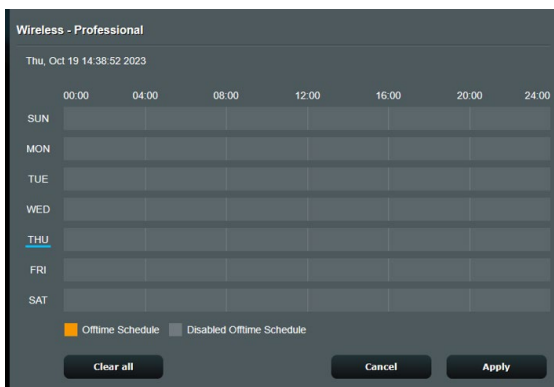 Wireless - Professional
Thu, Oct 19 14:38:52 2023
00:00 04:00 08:00 12:00 16:00 20:00 24:00
SUN
MON
TUE
WED
THU
FRI
SAT
Offtime Schedule Disabled Offtime Schedule
Clear all Cancel Apply